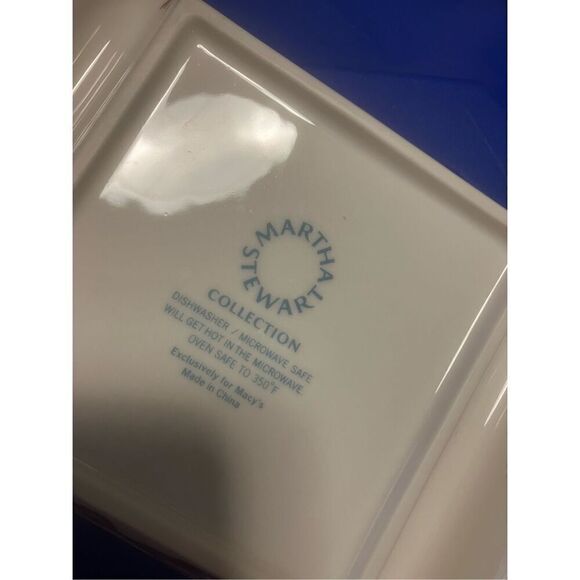 MARTHA STEWART
COLLECTION
DISHWASHER / MICROWAVE SAFE
WILL GET HOT IN THE MICROWAVE
OVEN SAFE TO 350°F
Exclusively for Macy's
Made in China